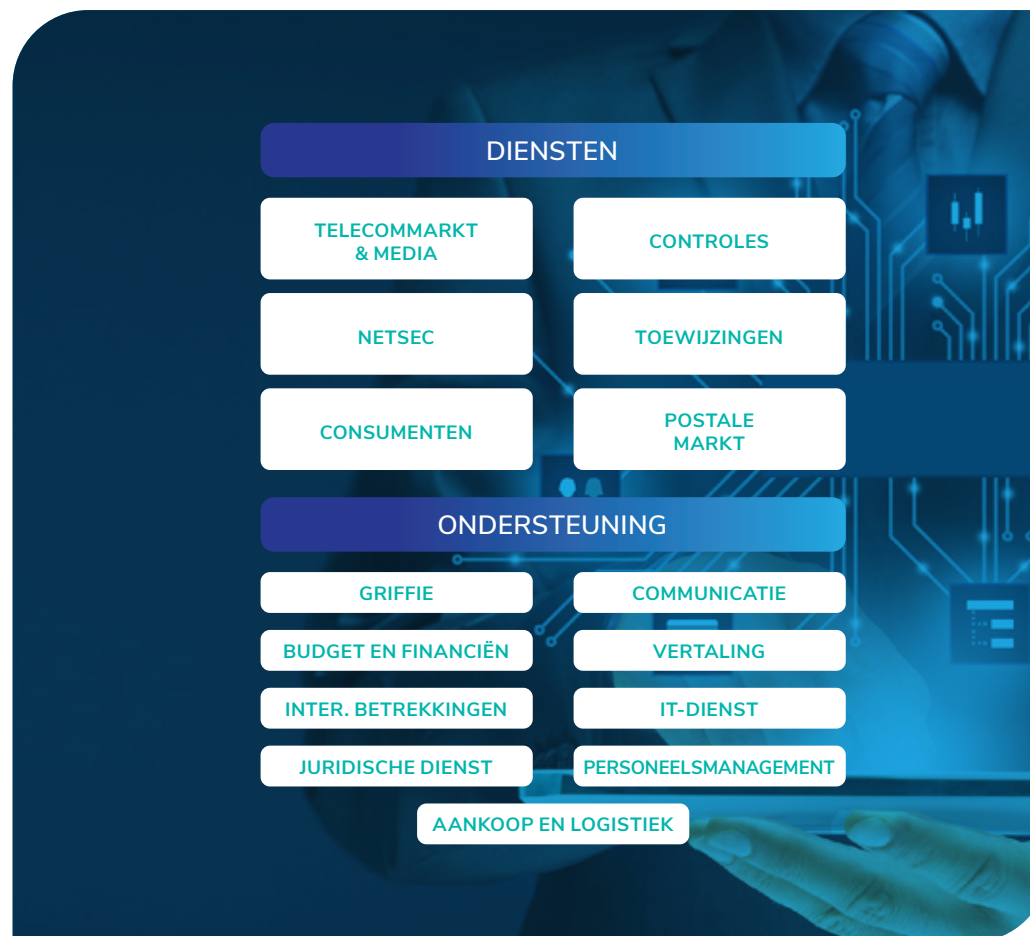 DIENSTEN
TELECOMMARKT
& MEDIA
CONTROLES
NETSEC
TOEWIJZINGEN
CONSUMENTEN
POSTALE
MARKT
ONDERSTEUNING
GRIFFIE
COMMUNICATIE
BUDGET EN FINANCIËN
VERTALING
INTER. BETREKKINGEN
IT-DIENST
JURIDISCHE DIENST
PERSONEELSMANAGEMENT
AANKOOP EN LOGISTIEK